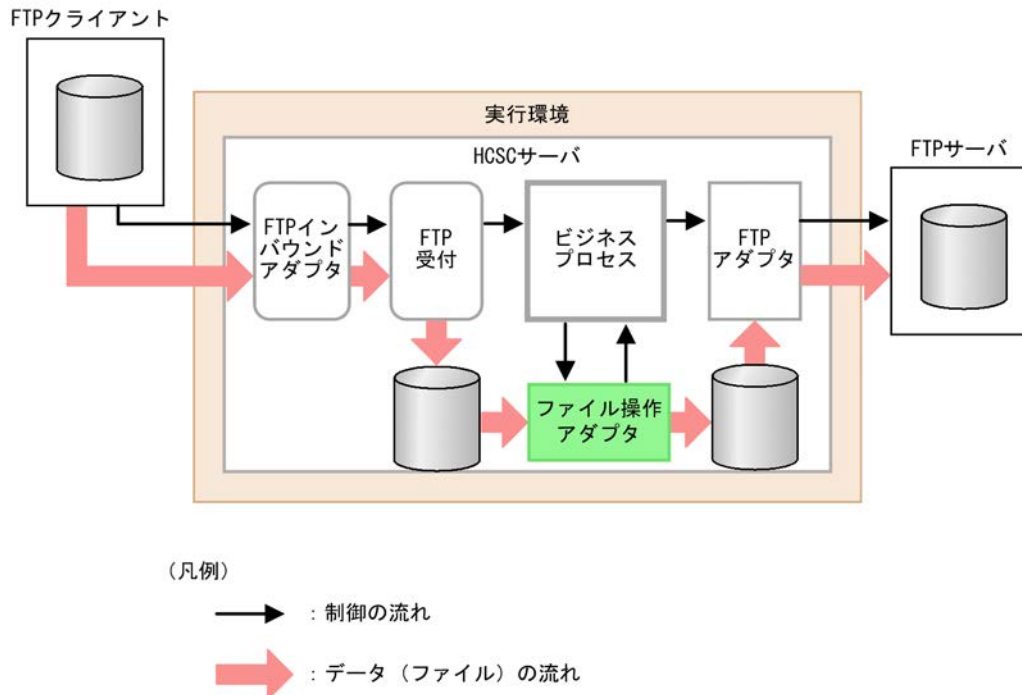 FTPクライアント
実行環境
HCSCサーバ
FTPサーバ
FTPイン
バウンド
アダプタ
FTP
受付
ビジネス
プロセス
FTP
アダプタ
ファイル操作
アダプタ
(凡例)
:制御の流れ
:データ(ファイル)の流れ